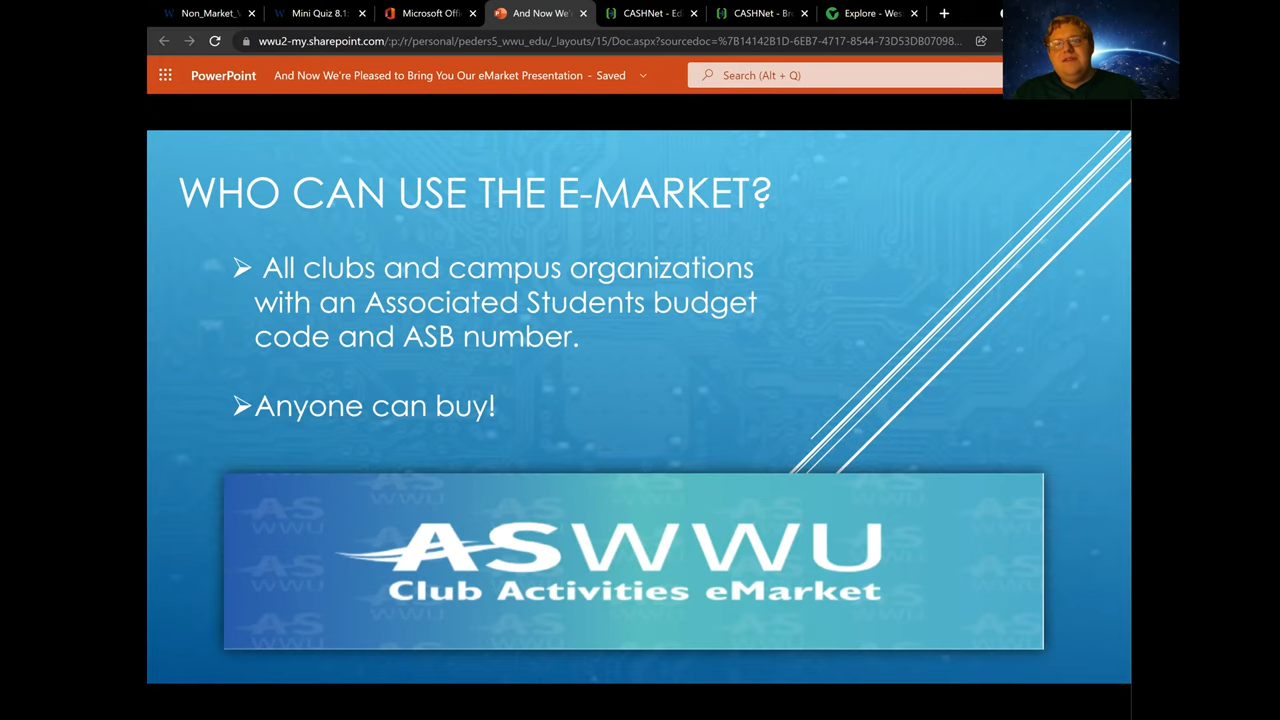 Non_Market_
Mini Quiz 8.1:
Microsoft Offi
And Now We'
CASHNet - Ed
CASHNet - Br
Explore - Wes
wwu2-my.sharepoint.com/:p:/r/personal/peders5_wwu_edu/_layouts/15/Doc.aspx?sourcedoc=%7B14142B1D-6EB7-4717-8544-73D53DB07098...
PowerPoint
And Now We're Pleased to Bring You Our eMarket Presentation - Saved
Search (Alt + Q)
WHO CAN USE THE E-MARKET?
All clubs and campus organizations
with an Associated Students budget
code and ASB number.
Anyone can buy!
ASWWU
Club Activities eMarket